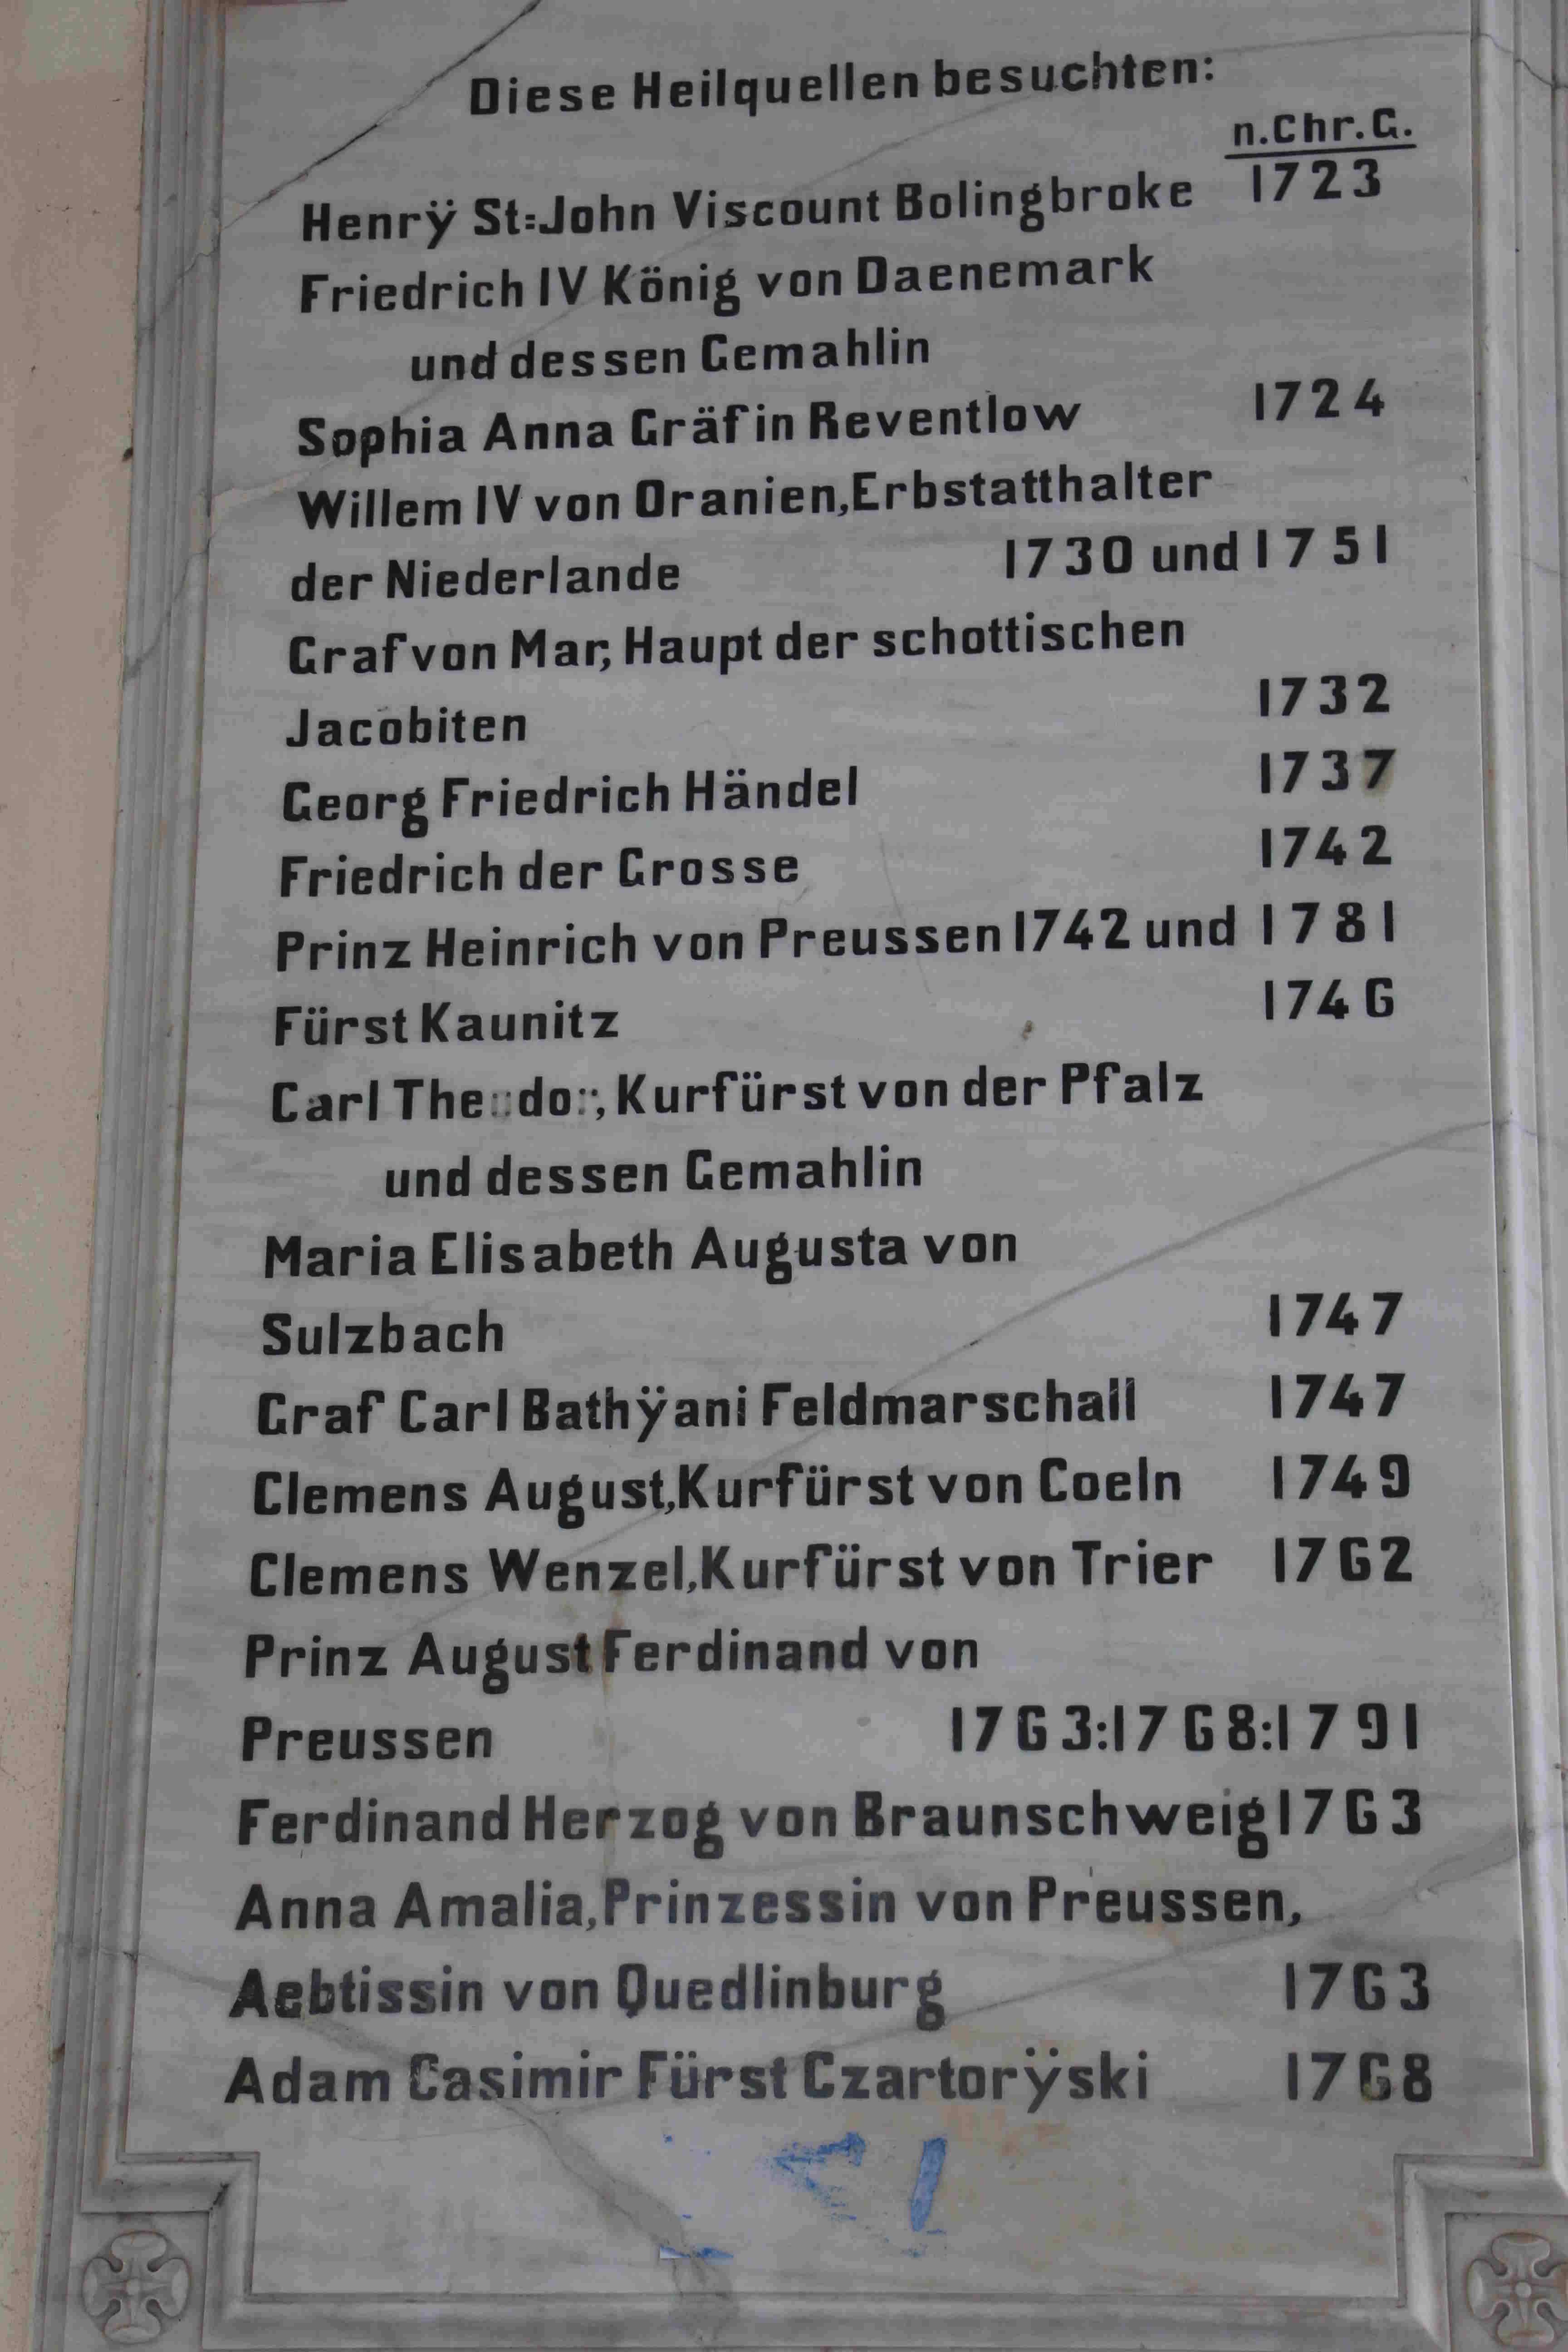 Diese Heilquellen besuchten:
n.Chr.G.
Henrÿ St=John Viscount Bolingbroke 1723
Friedrich IV König von Daenemark
und dessen Gemahlin
Sophia Anna Gräfin Reventlow 1724
Willem IV von Oranien, Erbstatthalter
der Niederlande 1730 und 1751
Graf von Mar, Haupt der schottischen
Jacobiten 1732
Georg Friedrich Händel 1737
Friedrich der Grosse 1742
Prinz Heinrich von Preussen 1742 und 1781
Fürst Kaunitz 1746
Carl Theodor, Kurfürst von der Pfalz
und dessen Gemahlin
Maria Elisabeth Augusta von
Sulzbach 1747
Graf Carl Bathÿani Feldmarschall 1747
Clemens August, Kurfürst von Coeln 1749
Clemens Wenzel, Kurfürst von Trier 1762
Prinz August Ferdinand von
Preussen 1763:1768:1791
Ferdinand Herzog von Braunschweig 1763
Anna Amalia, Prinzessin von Preussen,
Aebtissin von Quedlinburg 1763
Adam Casimir Fürst Czartorÿski 1768